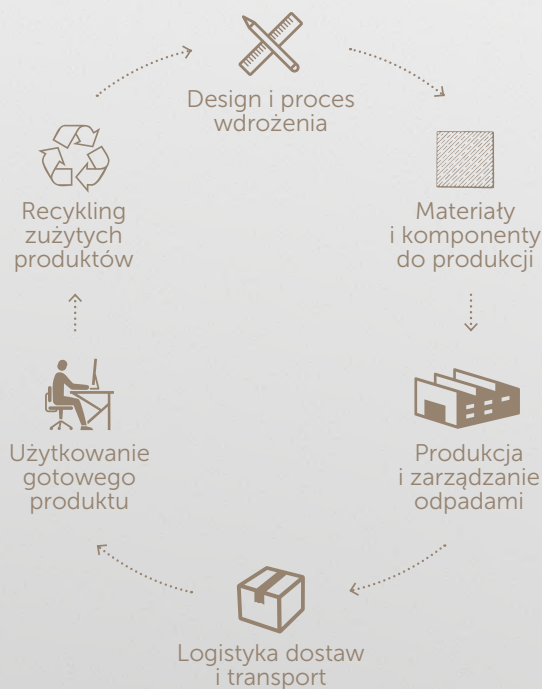 Design i proces
wdrożenia
Materiały
i komponenty
do produkcji
Produkcja
i zarządzanie
odpadami
Logistyka dostaw
i transport
Użytkowanie
gotowego
produktu
Recykling
zużytych
produktów